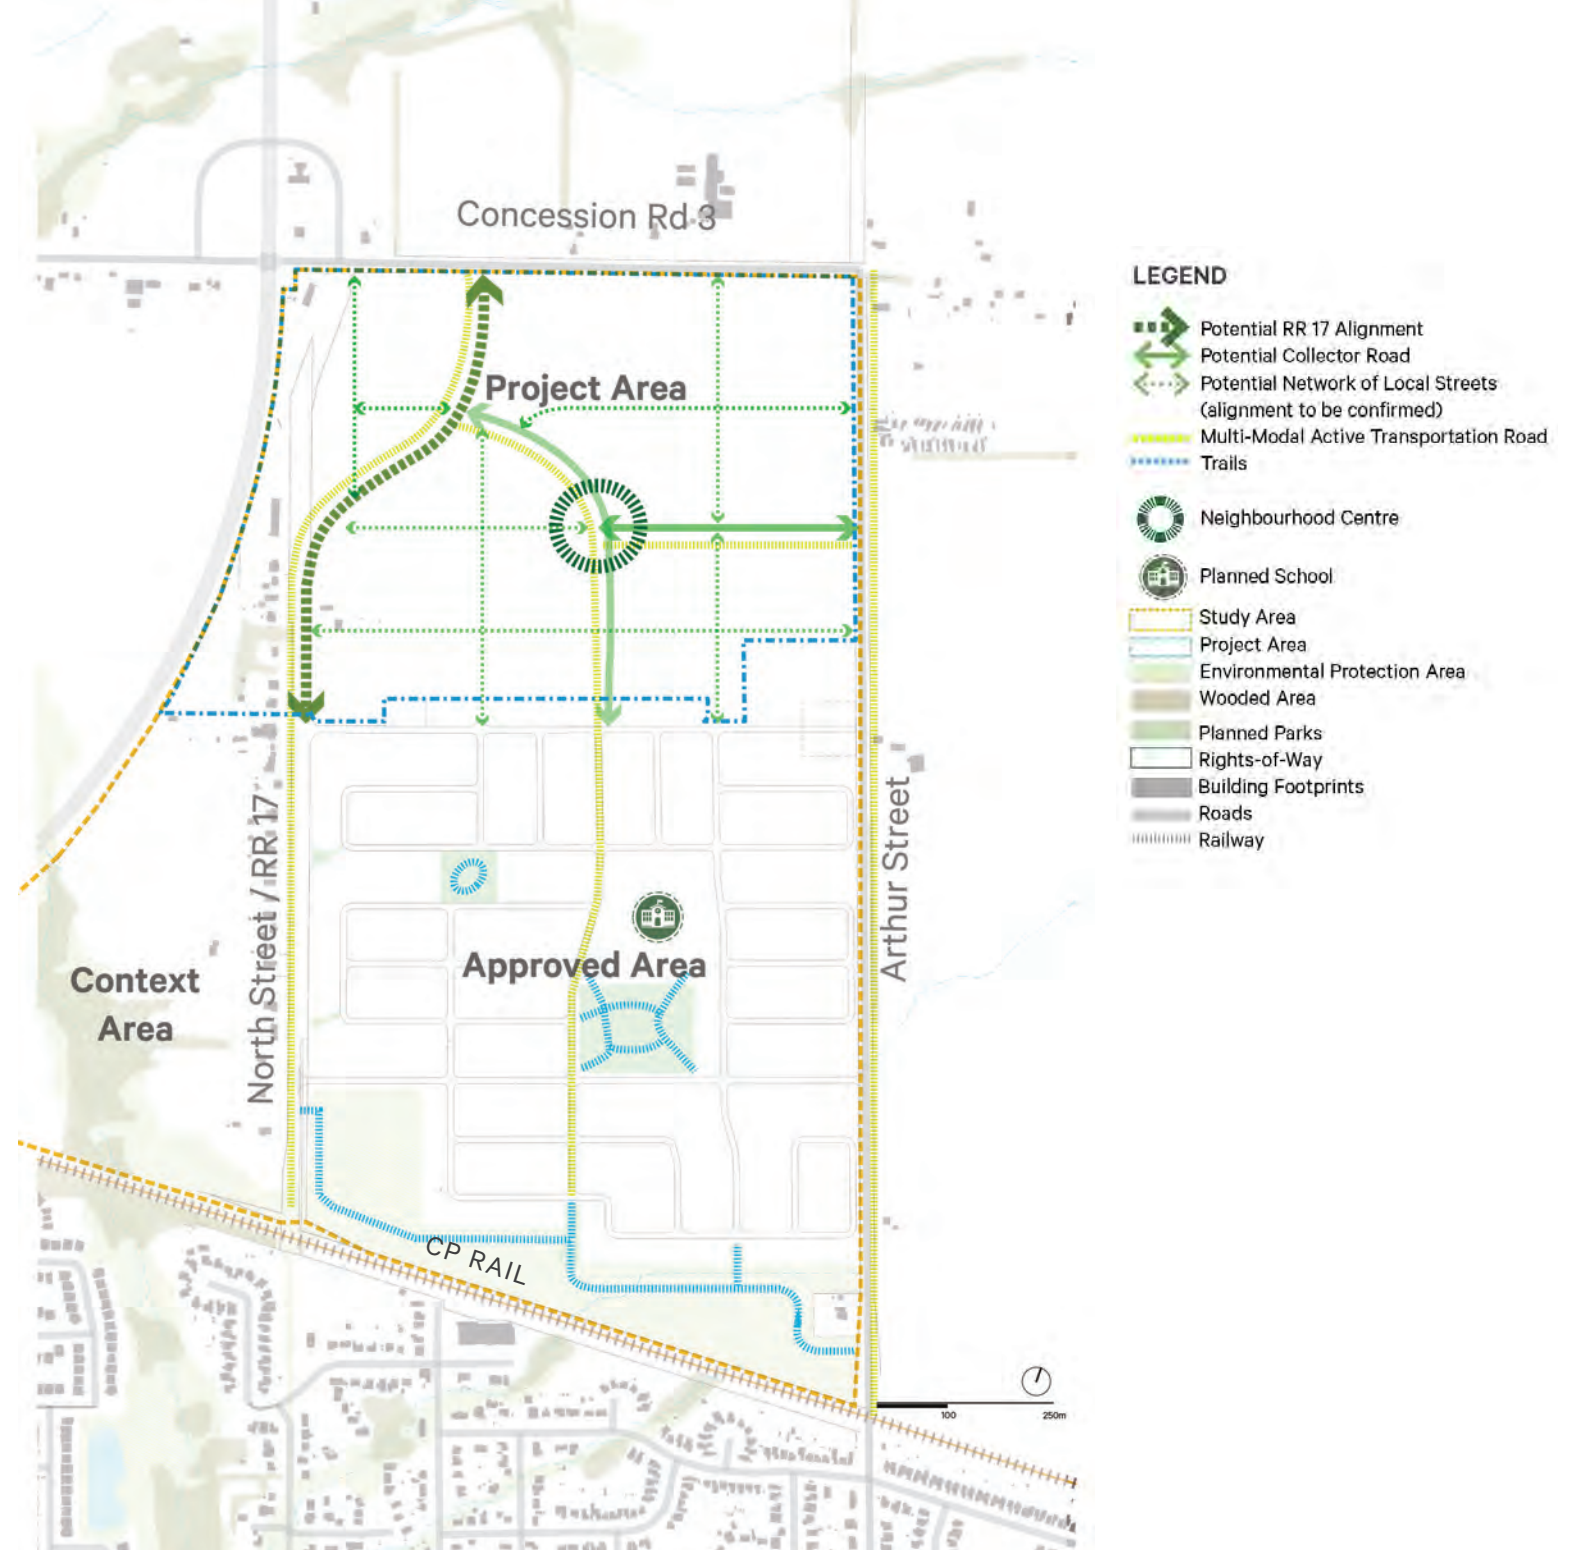 Concession Rd 3
Project Area
North Street / RR 17
Arthur Street
Approved Area
Context
Area
CP RAIL
100
250m
LEGEND
Potential RR 17 Alignment
Potential Collector Road
Potential Network of Local Streets
(alignment to be confirmed)
Multi-Modal Active Transportation Road
Trails
Neighbourhood Centre
Planned School
Study Area
Project Area
Environmental Protection Area
Wooded Area
Planned Parks
Rights-of-Way
Building Footprints
Roads
Railway